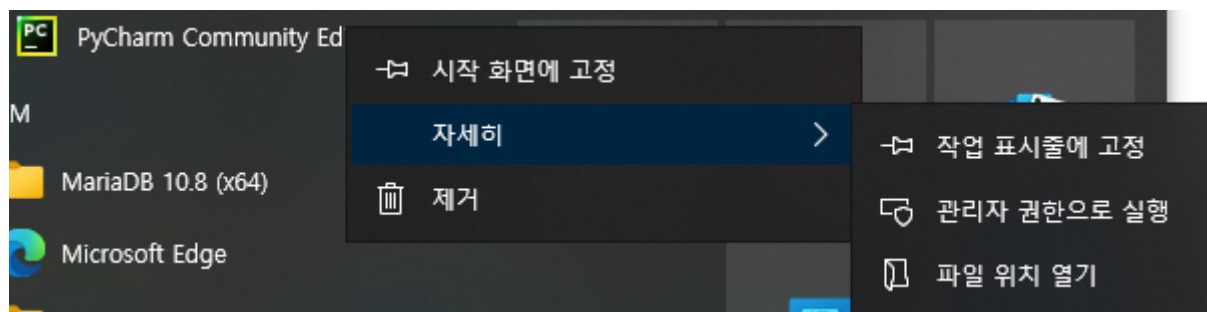 PC
PyCharm Community Ed
시작 화면에 고정
M
자세히
작업 표시줄에 고정
MariaDB 10.8 (x64)
제거
관리자 권한으로 실행
Microsoft Edge
파일 위치 열기